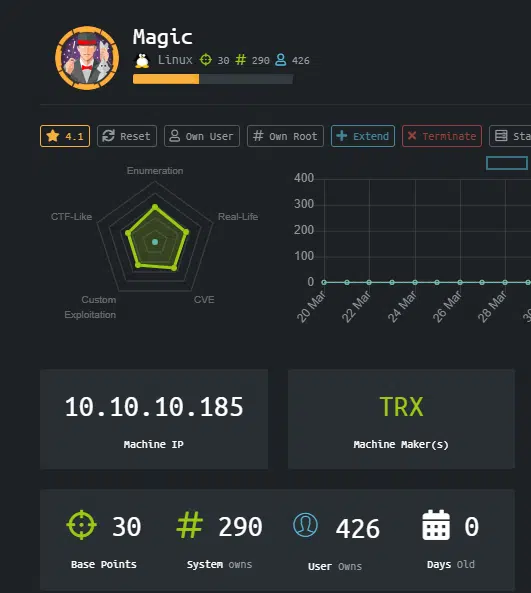 Magic
Linux 30 290 426
4.1 Reset Own User Own Root Extend Terminate Sta
Enumeration
CTF-Like
Real-Life
Custom
Exploitation
CVE
400
300
200
100
0
20 Mar 22 Mar 24 Mar 26 Mar 28 Mar 30
10.10.10.185
Machine IP
TRX
Machine Maker(s)
30 290 426 0
Base Points System owns User Owns Days Old